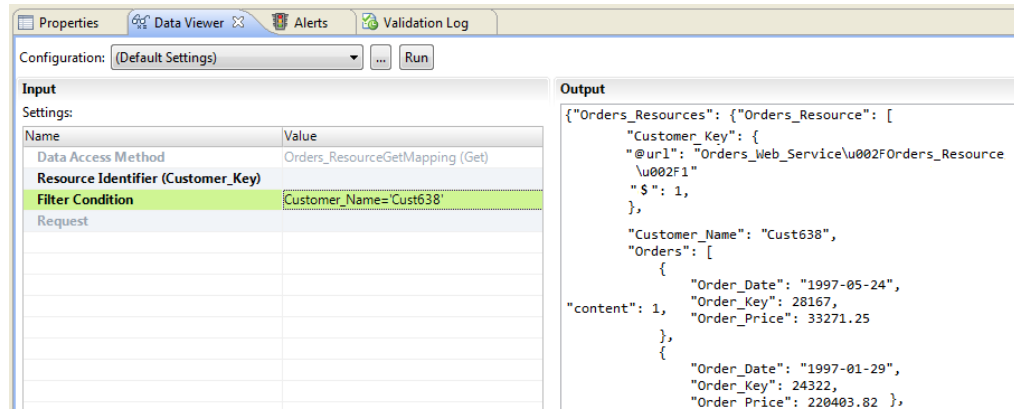 Properties Data Viewer Alerts Validation Log
Configuration: (Default Settings) ... Run
Input
Settings:
Name Value
Data Access Method Orders_ResourceGetMapping (Get)
Resource Identifier (Customer_Key)
Filter Condition Customer_Name='Cust638'
Request
Output
{"Orders_Resources": {"Orders_Resource": [
"Customer_Key": {
"@url": "Orders_Web_Service\u002FOrders_Resource
\u002F1"
"$": 1,
},
"Customer_Name": "Cust638",
"Orders": [
{
"Order_Date": "1997-05-24",
"content": 1, "Order_Key": 28167,
"Order_Price": 33271.25
},
{
"Order_Date": "1997-01-29",
"Order_Key": 24322,
"Order_Price": 220403.82 },